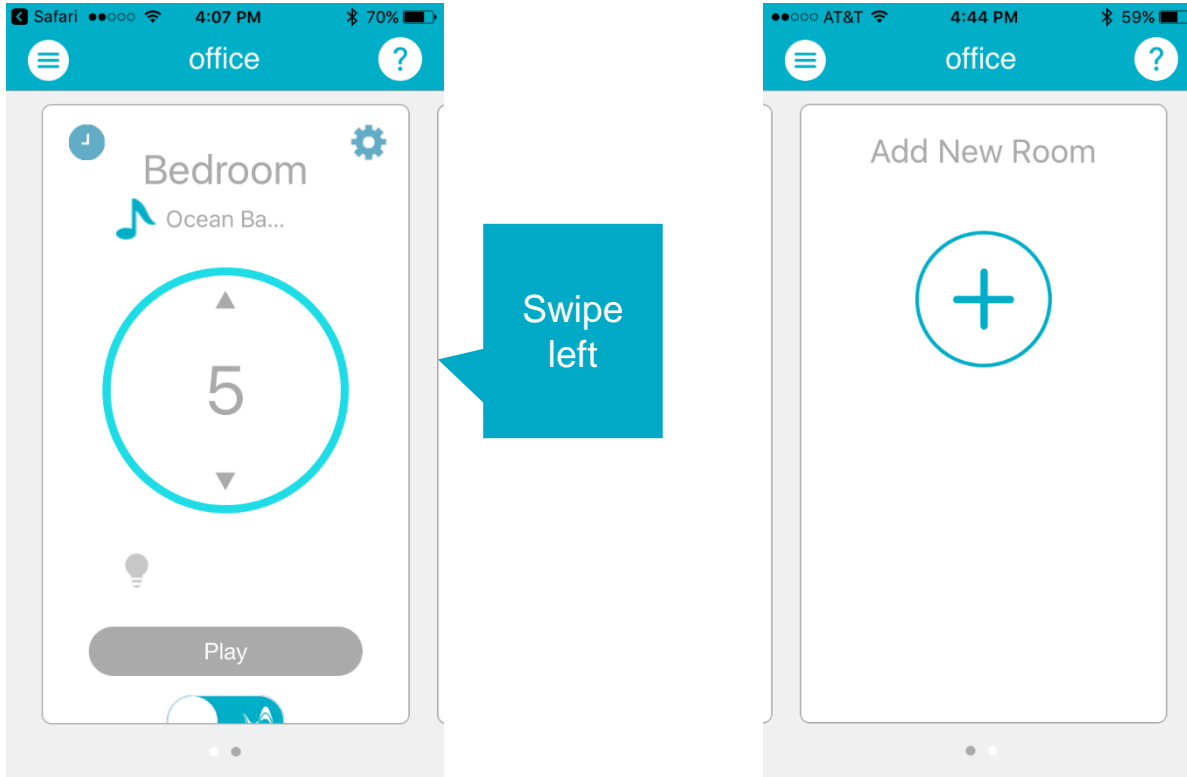 Safari 4:07 PM 70%
office ?
Bedroom
Ocean Ba...
5
Play
Swipe
left
AT&T 4:44 PM 59%
office ?
Add New Room